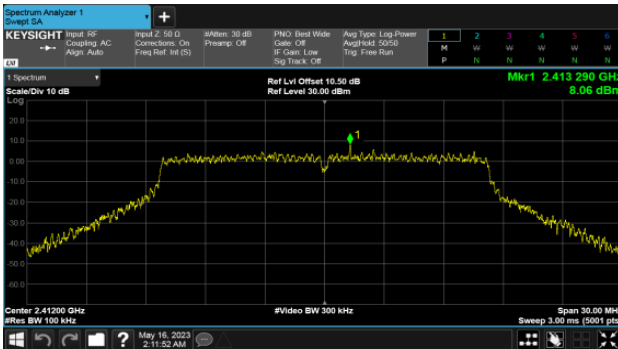 Spectrum Analyzer 1
Swept SA
+
KEYSIGHT
Input: RF
Coupling: AC
Align: Auto
Input Z: 50 Ω
Corrections: On
Freq Ref: Int (S)
#Atten: 30 dB
Preamp: Off
PNO: Best Wide
Gate: Off
IF Gain: Low
Sig Track: Off
Avg Type: Log-Power
Avg|Hold: 50/50
Trig: Free Run
1 2 3 4 5 6
M W W W W W
P N N N N N
LXI
1 Spectrum
Scale/Div 10 dB
Ref Lvl Offset 10.50 dB
Ref Level 30.00 dBm
Mkr1 2.413 290 GHz
8.06 dBm
Log
20.0
10.0
0.00
-10.0
-20.0
-30.0
-40.0
-50.0
-60.0
1
Center 2.41200 GHz
#Res BW 100 kHz
#Video BW 300 kHz
Span 30.00 MH
Sweep 3.00 ms (5001 pts
?
May 16, 2023
2:11:52 AM